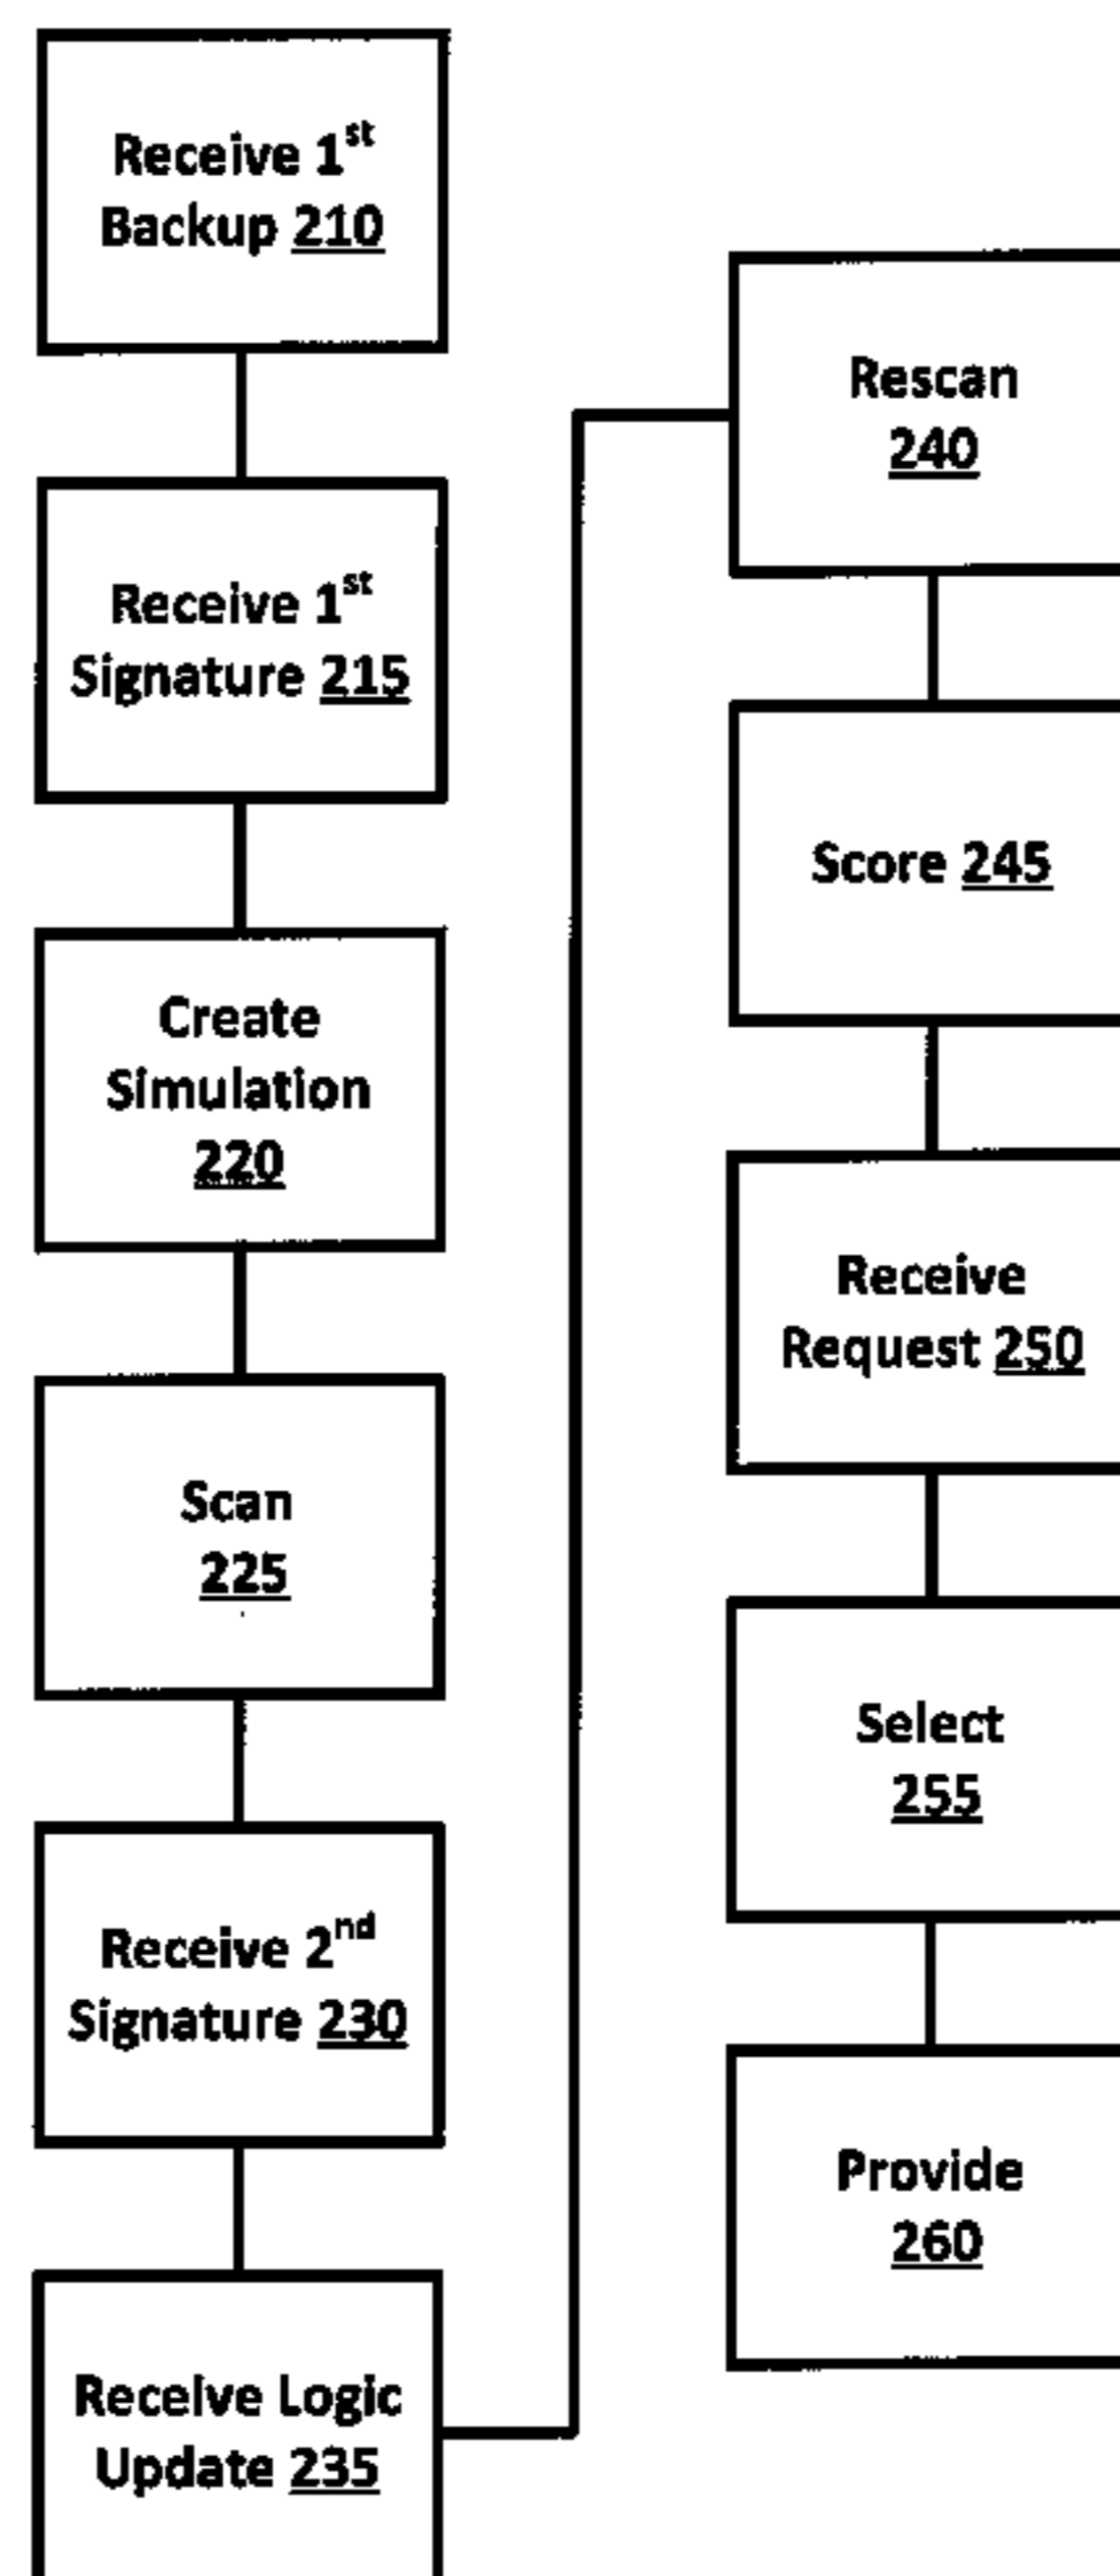 Receive 1st
Backup 210
Receive 1st
Signature 215
Create
Simulation
220
Scan
225
Receive 2nd
Signature 230
Receive Logic
Update 235
Rescan
240
Score 245
Receive
Request 250
Select
255
Provide
260